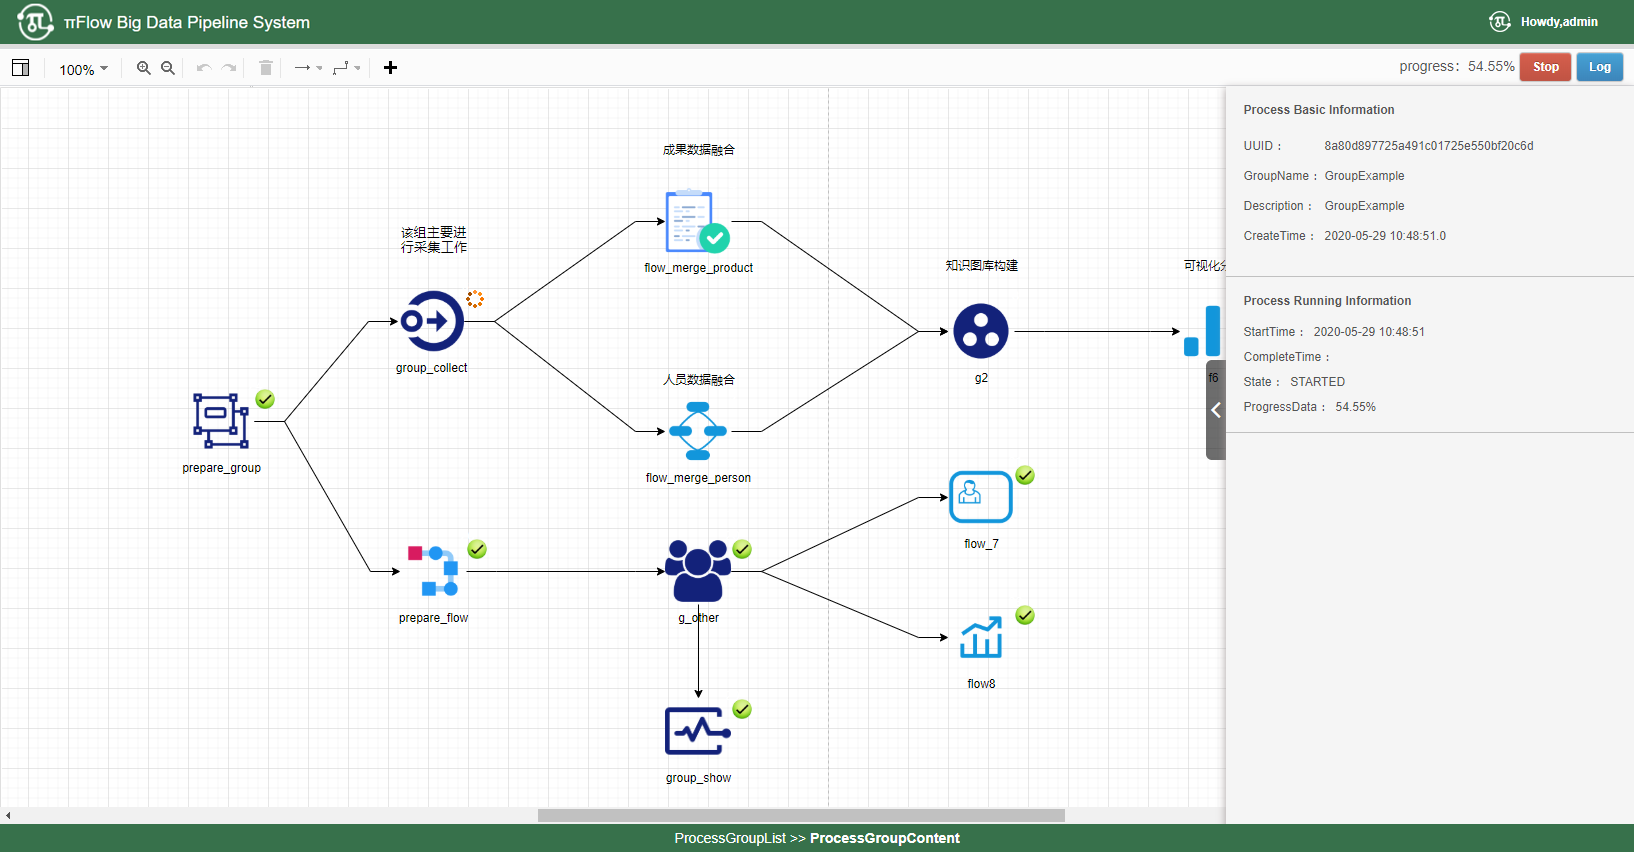 πFlow Big Data Pipeline System
Howdy,admin
100%
progress: 54.55%
Stop
Log
成果数据融合
flow_merge_product
该组主要进
行采集工作
group_collect
知识图库构建
g2
可视化分
f6
人员数据融合
flow_merge_person
prepare_group
flow_7
prepare_flow
g_other
flow8
group_show
Process Basic Information
UUID : 8a80d897725a491c01725e550bf20c6d
GroupName : GroupExample
Description : GroupExample
CreateTime : 2020-05-29 10:48:51.0
Process Running Information
StartTime : 2020-05-29 10:48:51
CompleteTime :
State : STARTED
ProgressData : 54.55%
ProcessGroupList >> ProcessGroupContent